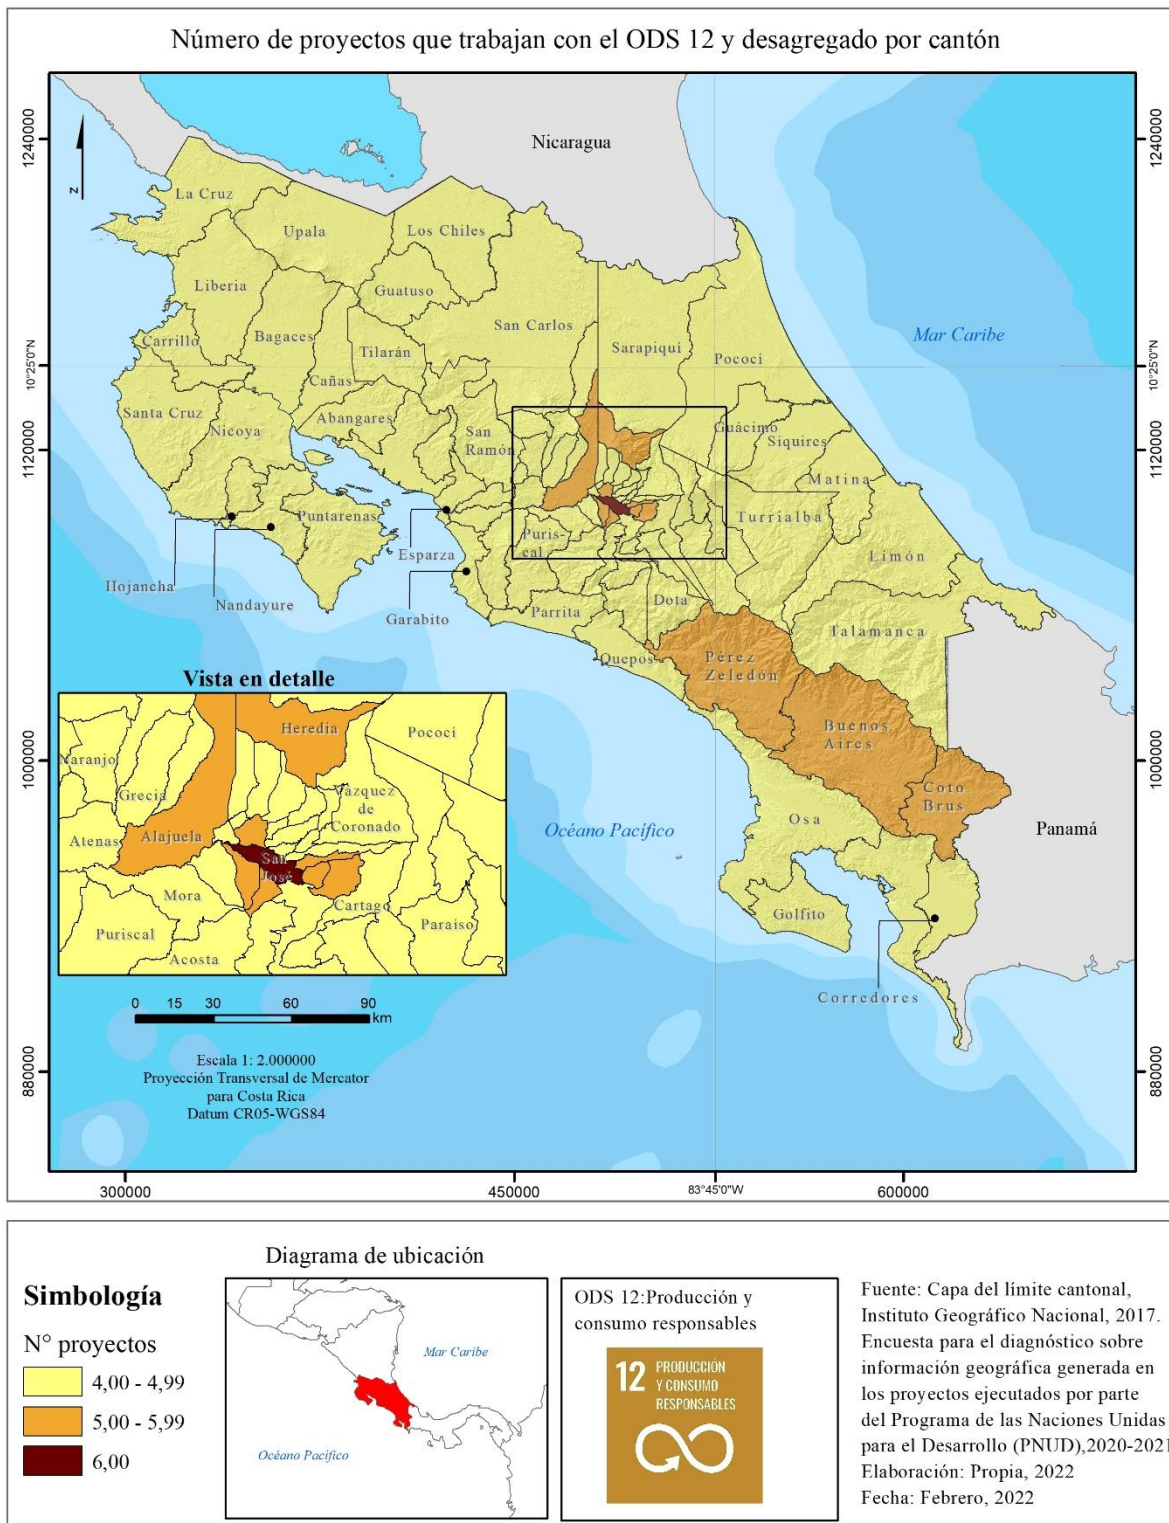 Número de proyectos que trabajan con el ODS 12 y desagregado por cantón
1240000
1240000
10°25'0"N
10°25'0"N
1120000
1120000
1000000
1000000
880000
880000
300000
450000
83°45'0"W
600000
N
Nicaragua
Mar Caribe
La Cruz
Upala
Los Chiles
Liberia
Guatuso
San Carlos
Bagaces
Carrillo
Tilarán
Sarapiquí
Pococí
Cañas
Santa Cruz
Abangares
Nicoya
San
Ramón
Guácimo
Siquires
Matina
Puntarenas
Turrialba
Puris-
cal
Esparza
Limón
Hojancha
Nandayure
Garabito
Parrita
Dota
Talamanca
Quepos
Pérez
Zeledón
Buenos
Aires
Coto
Brus
Osa
Panamá
Océano Pacífico
Golfito
Corredores
Vista en detalle
Heredia
Pococí
Naranjo
Grecia
Vázquez
de
Coronado
Atenas
Alajuela
San
José
Mora
Cartago
Puriscal
Paraíso
Acosta
0 15 30 60 90
km
Escala 1: 2.000000
Proyección Transversal de Mercator
para Costa Rica
Datum CR05-WGS84
Simbología
N° proyectos
4,00 - 4,99
5,00 - 5,99
6,00
Diagrama de ubicación
Mar Caribe
Océano Pacífico
ODS 12:Producción y
consumo responsables
12 PRODUCCIÓN
Y CONSUMO
RESPONSABLES
Fuente: Capa del límite cantonal,
Instituto Geográfico Nacional, 2017.
Encuesta para el diagnóstico sobre
información geográfica generada en
los proyectos ejecutados por parte
del Programa de las Naciones Unidas
para el Desarrollo (PNUD),2020-2021
Elaboración: Propia, 2022
Fecha: Febrero, 2022